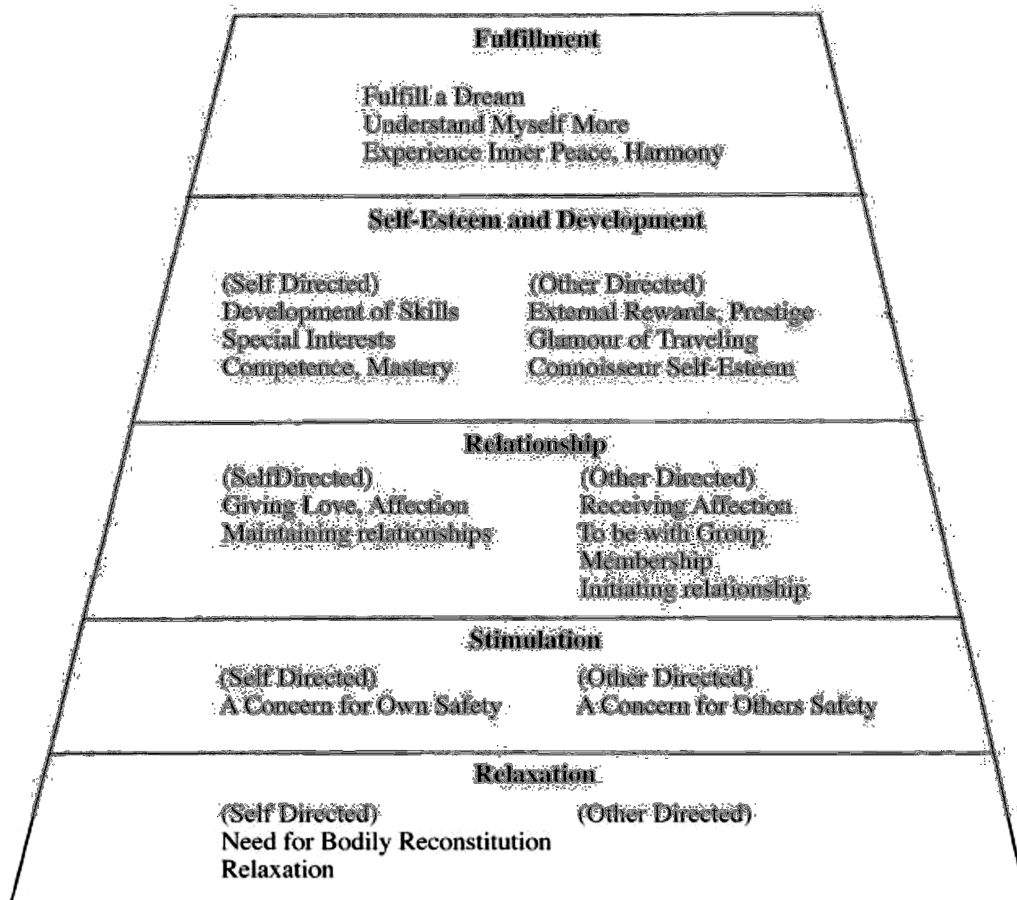 Fulfillment
Fulfill a Dream
Understand Myself More
Experience Inner Peace, Harmony
Self-Esteem and Development
(Self Directed)
Development of Skills
Special Interests
Competence, Mastery
(Other Directed)
External Rewards, Prestige
Glamour of Traveling
Connoisseur Self-Esteem
Relationship
(SelfDirected)
Giving Love, Affection
Maintaining relationships
(Other Directed)
Receiving Affection
To be with Group
Membership
Initiating relationship
Stimulation
(Self Directed)
A Concern for Own Safety
(Other Directed)
A Concern for Others Safety
Relaxation
(Self Directed)
Need for Bodily Reconstitution
Relaxation
(Other Directed)